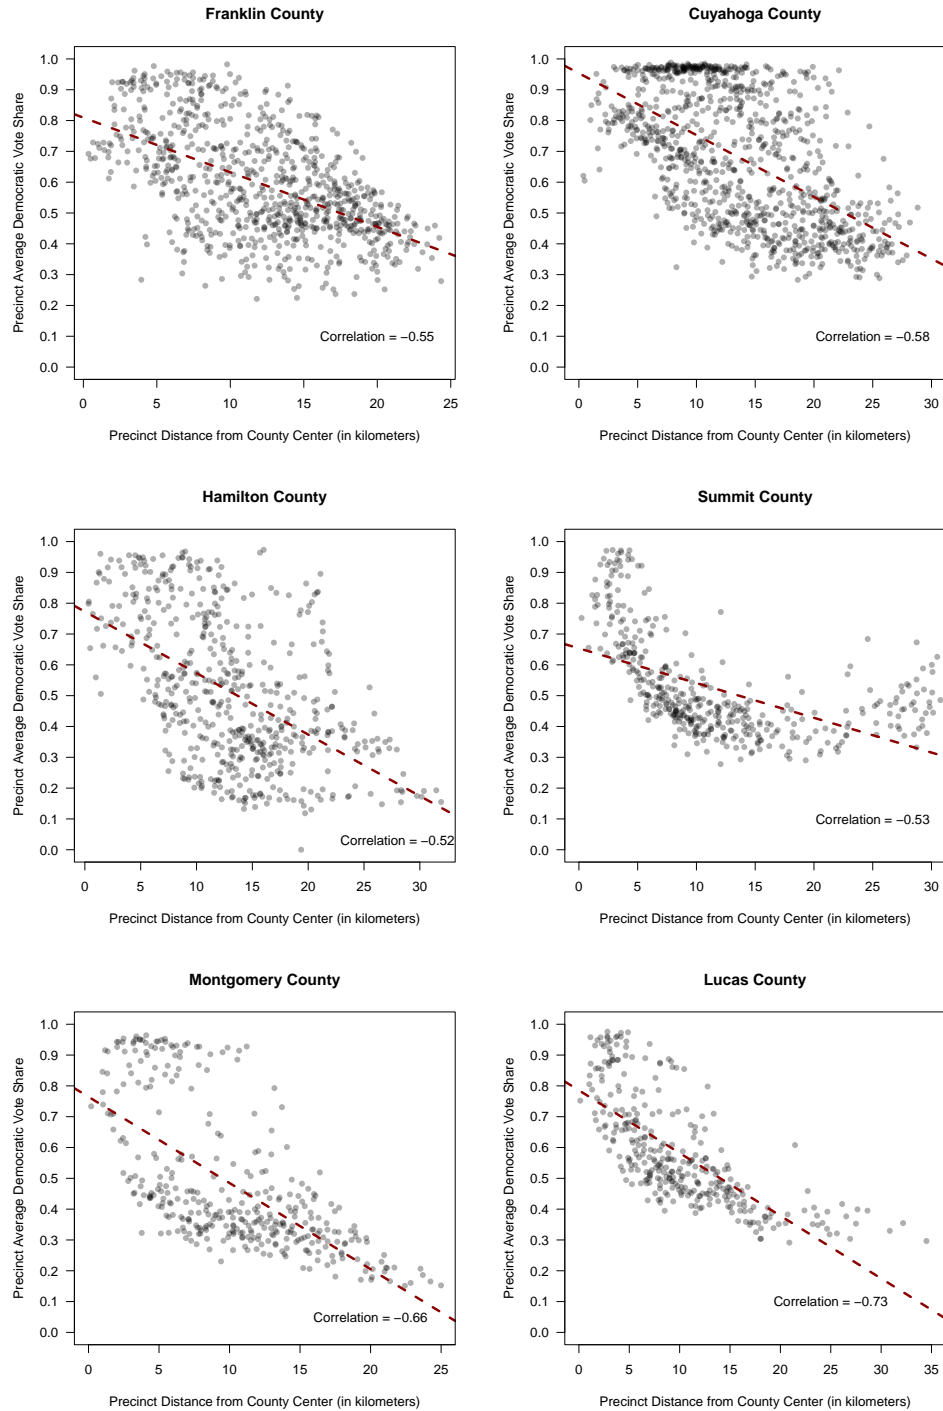 Franklin County
Precinct Average Democratic Vote Share
1.0
0.9
0.8
0.7
0.6
0.5
0.4
0.3
0.2
0.1
0.0
Correlation = −0.55
0 5 10 15 20 25
Precinct Distance from County Center (in kilometers)
Cuyahoga County
Precinct Average Democratic Vote Share
1.0
0.9
0.8
0.7
0.6
0.5
0.4
0.3
0.2
0.1
0.0
Correlation = −0.58
0 5 10 15 20 25 30
Precinct Distance from County Center (in kilometers)
Hamilton County
Precinct Average Democratic Vote Share
1.0
0.9
0.8
0.7
0.6
0.5
0.4
0.3
0.2
0.1
0.0
Correlation = −0.52
0 5 10 15 20 25 30
Precinct Distance from County Center (in kilometers)
Summit County
Precinct Average Democratic Vote Share
1.0
0.9
0.8
0.7
0.6
0.5
0.4
0.3
0.2
0.1
0.0
Correlation = −0.53
0 5 10 15 20 25 30
Precinct Distance from County Center (in kilometers)
Montgomery County
Precinct Average Democratic Vote Share
1.0
0.9
0.8
0.7
0.6
0.5
0.4
0.3
0.2
0.1
0.0
Correlation = −0.66
0 5 10 15 20 25
Precinct Distance from County Center (in kilometers)
Lucas County
Precinct Average Democratic Vote Share
1.0
0.9
0.8
0.7
0.6
0.5
0.4
0.3
0.2
0.1
0.0
Correlation = −0.73
0 5 10 15 20 25 30 35
Precinct Distance from County Center (in kilometers)